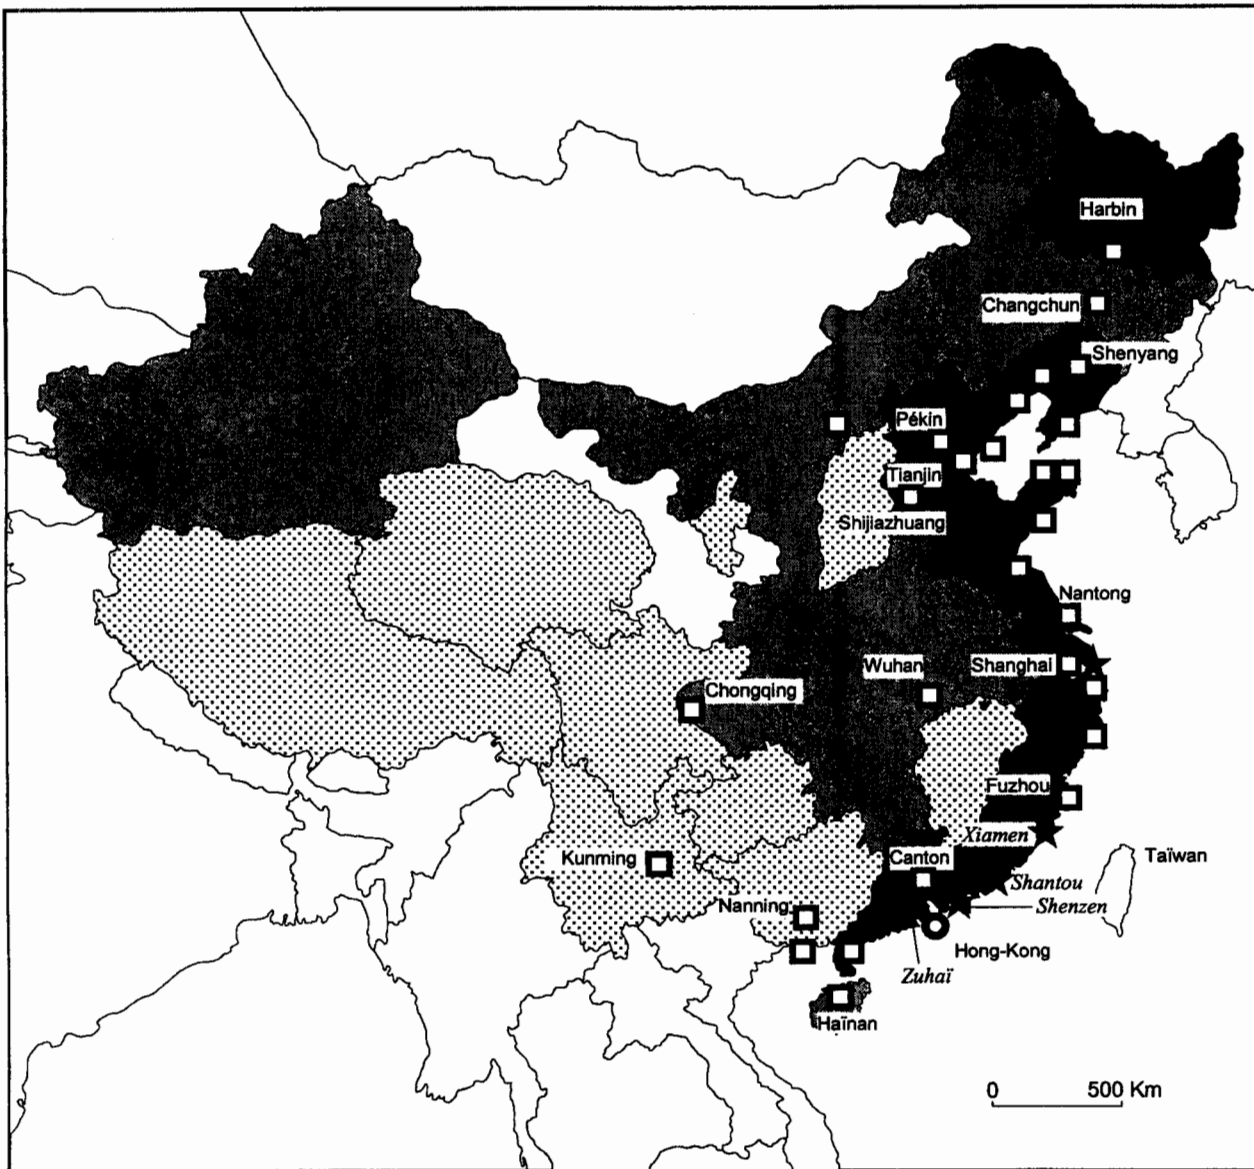 Harbin
Changchun
Shenyang
Pékin
Tianjin
Shijiazhuang
Nantong
Wuhan
Shanghai
Chongqing
Fuzhou
Xiamen
Kunming
Canton
Taïwan
Shantou
Nanning
Shenzen
Hong-Kong
Zuhaï
Haïnan
0 500 Km